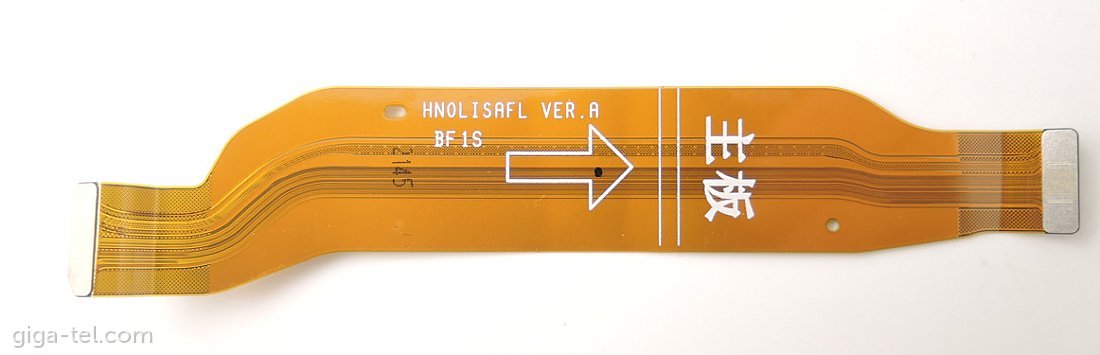 HNOLISAFL VER.A
BF1S
2145
主板
giga-tel.com